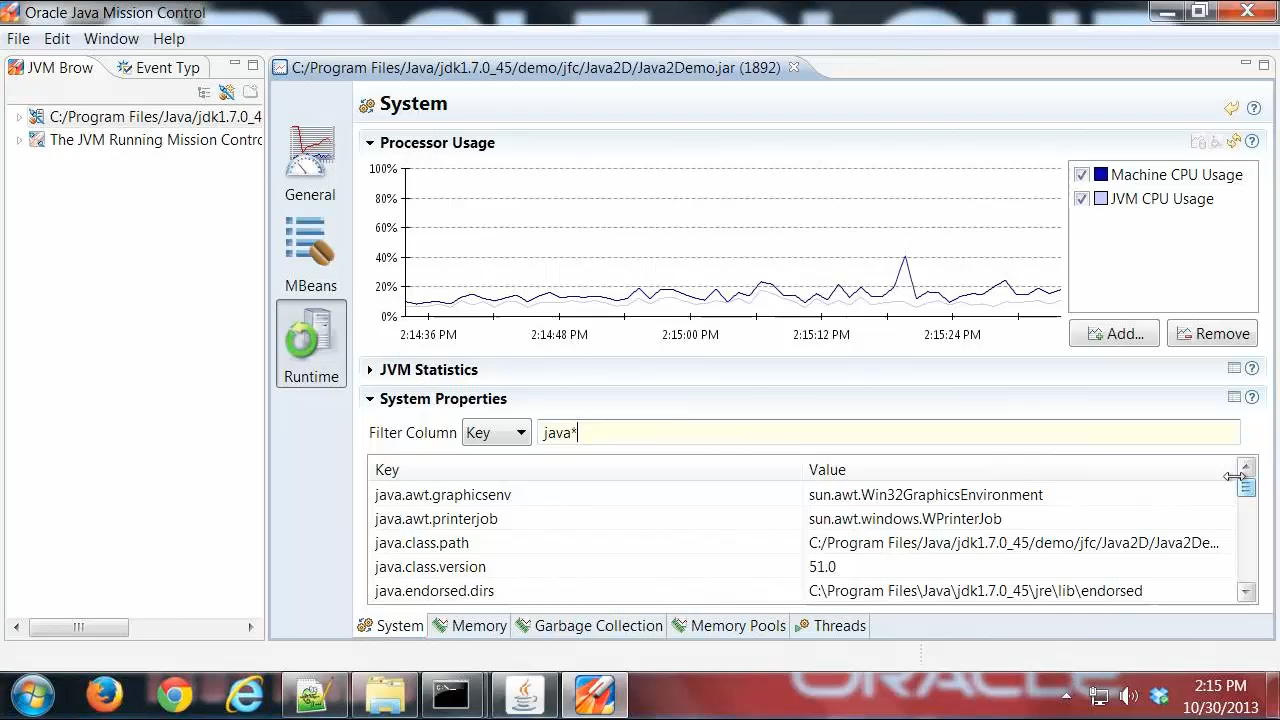 Oracle Java Mission Control
File Edit Window Help
JVM Brow
Event Typ
C:/Program Files/Java/jdk1.7.0_45/demo/jfc/Java2D/Java2Demo.jar (1892)
C:/Program Files/Java/jdk1.7.0_4
The JVM Running Mission Contro
General
MBeans
Runtime
System
Processor Usage
100%
80%
60%
40%
20%
0%
2:14:36 PM 2:14:48 PM 2:15:00 PM 2:15:12 PM 2:15:24 PM
Machine CPU Usage
JVM CPU Usage
Add... Remove
JVM Statistics
System Properties
Filter Column Key java*
Key Value
java.awt.graphicsenv sun.awt.Win32GraphicsEnvironment
java.awt.printerjob sun.awt.windows.WPrinterJob
java.class.path C:/Program Files/Java/jdk1.7.0_45/demo/jfc/Java2D/Java2De...
java.class.version 51.0
java.endorsed.dirs C:\Program Files\Java\jdk1.7.0_45\jre\lib\endorsed
System Memory Garbage Collection Memory Pools Threads
2:15 PM
10/30/2013